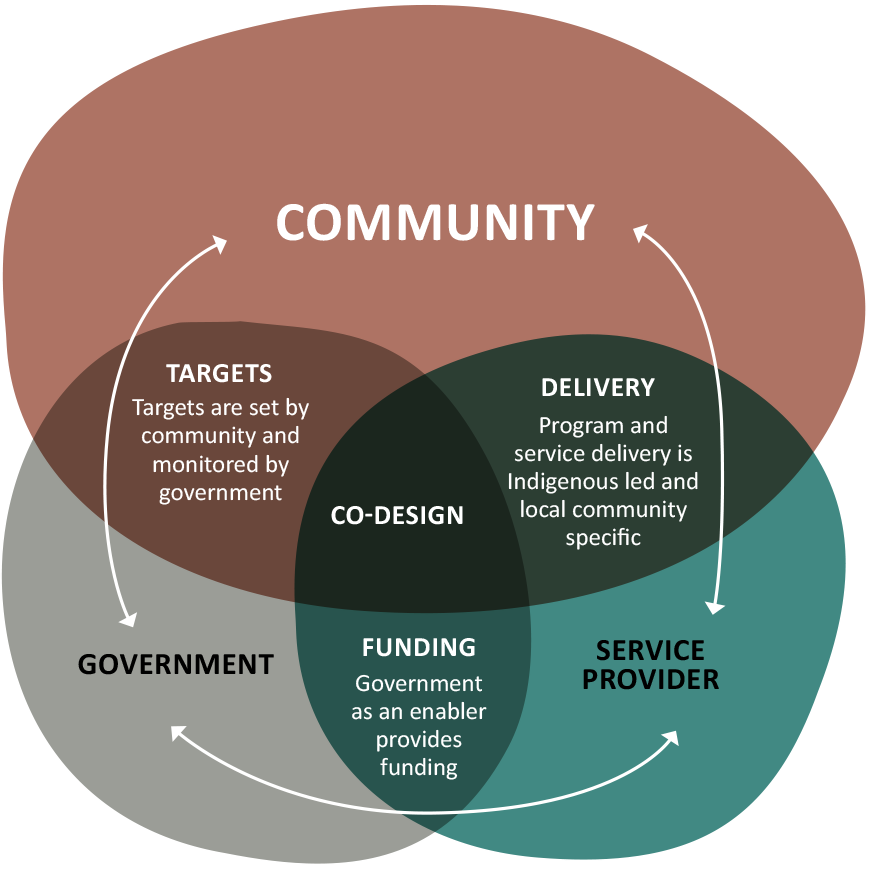 COMMUNITY
TARGETS
Targets are set by
community and
monitored by
government
DELIVERY
Program and
service delivery is
Indigenous led and
local community
specific
CO-DESIGN
GOVERNMENT
FUNDING
Government
as an enabler
provides
funding
SERVICE
PROVIDER